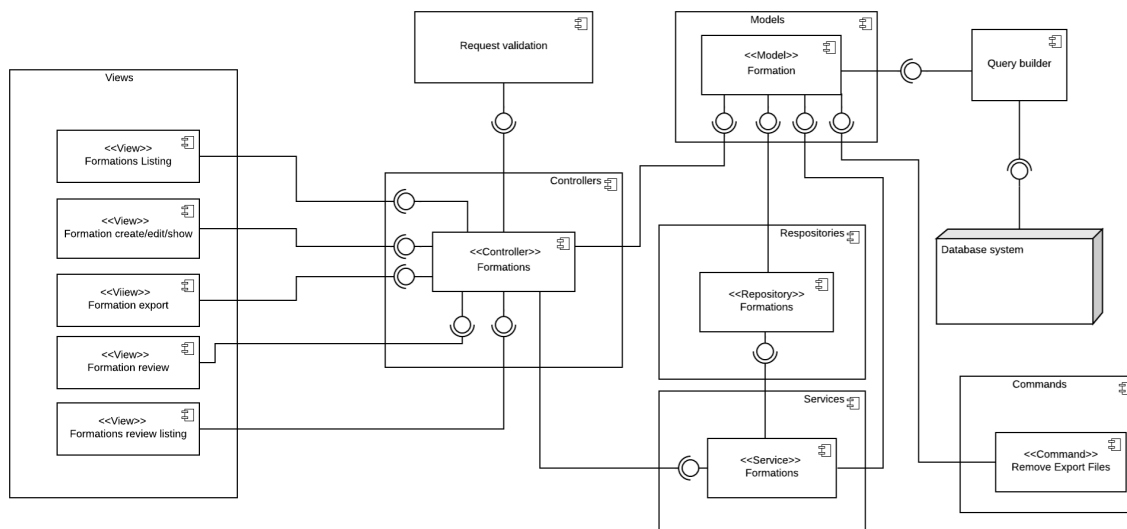 Models
Request validation
<<Model>>
Formation
Query builder
Views
<<View>>
Formations Listing
Controllers
<<View>>
Formation create/edit/show
Respositories
<<Controller>>
Formations
Database system
<<Viiew>>
Formation export
<<Repository>>
Formations
<<View>>
Formation review
Commands
Services
<<View>>
Formations review listing
<<Service>>
Formations
<<Command>>
Remove Export Files